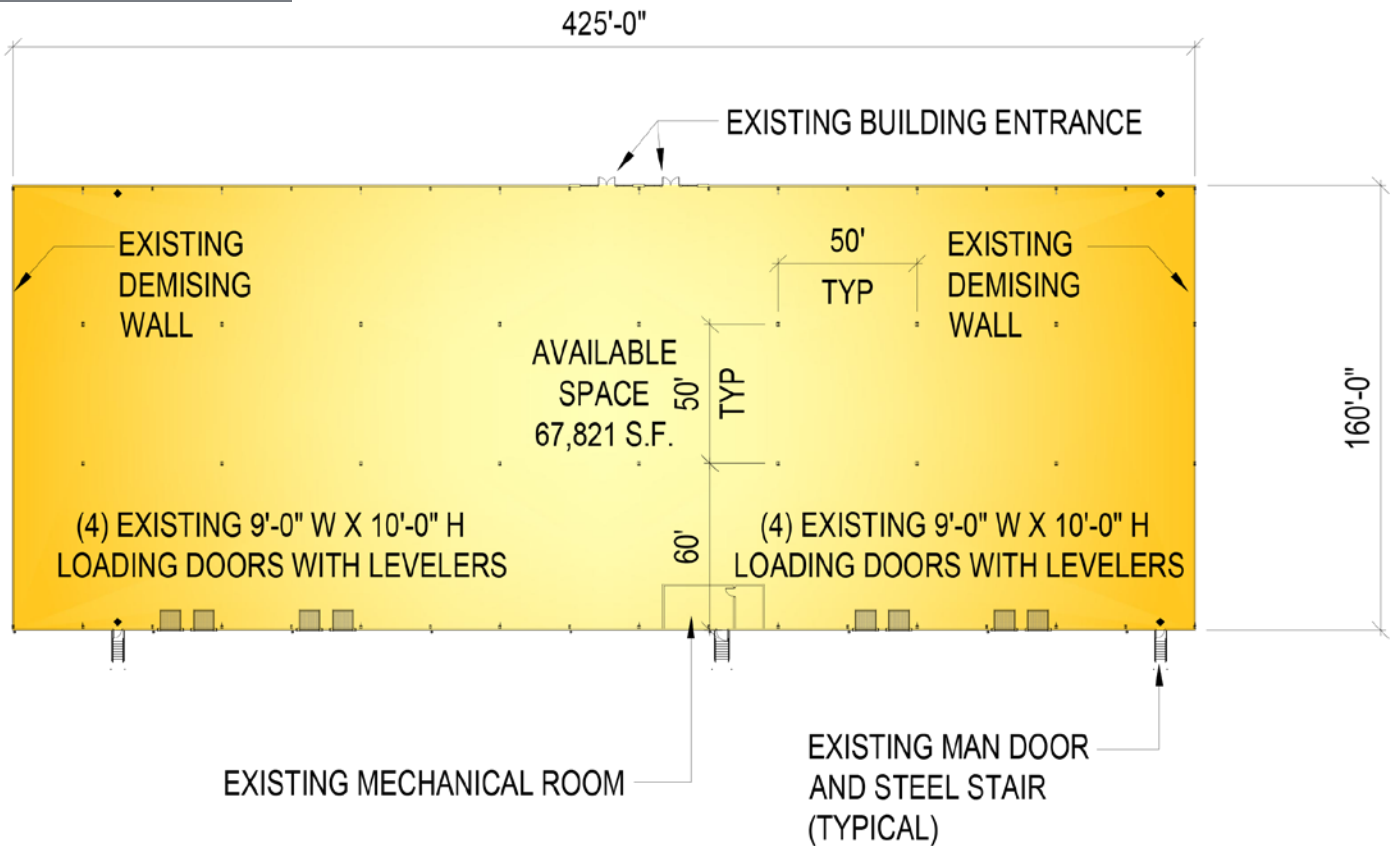 425'-0"
EXISTING BUILDING ENTRANCE
EXISTING
DEMISING
WALL
50'
TYP
EXISTING
DEMISING
WALL
AVAILABLE
SPACE
67,821 S.F.
50'
TYP
160'-0"
(4) EXISTING 9'-0" W X 10'-0" H
LOADING DOORS WITH LEVELERS
60'
(4) EXISTING 9'-0" W X 10'-0" H
LOADING DOORS WITH LEVELERS
EXISTING MECHANICAL ROOM
EXISTING MAN DOOR
AND STEEL STAIR
(TYPICAL)